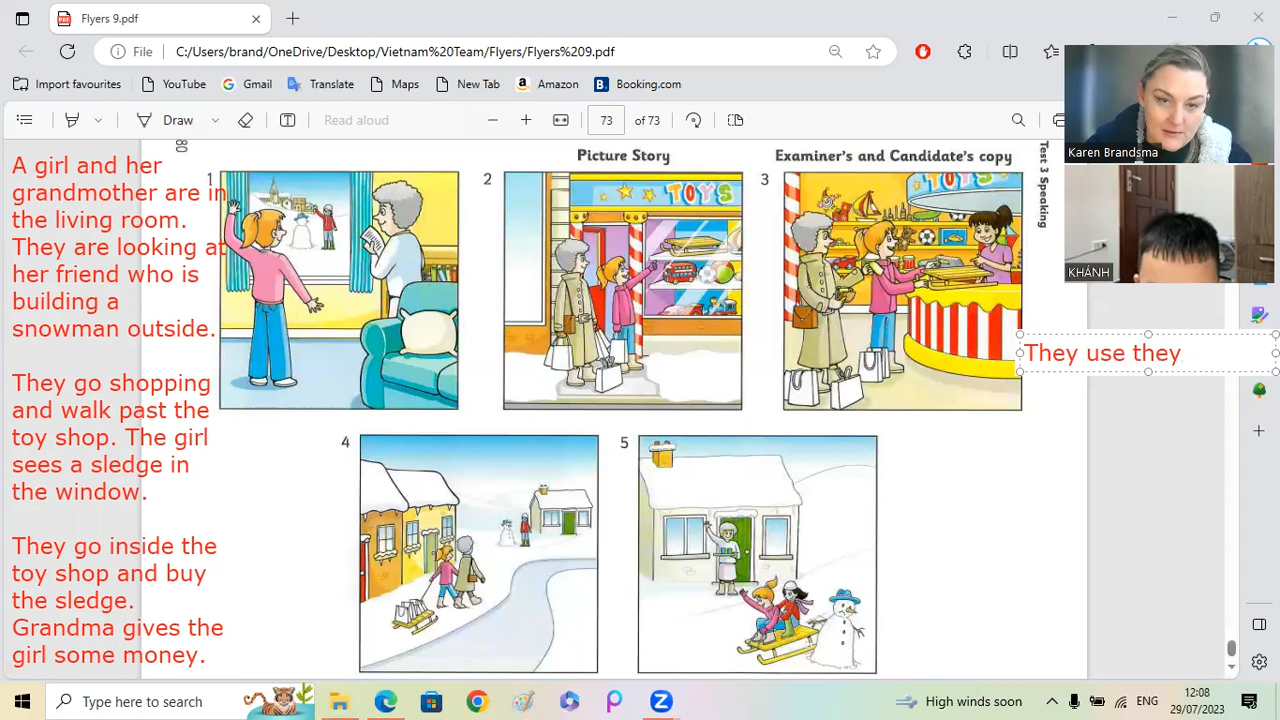 Flyers 9.pdf
File
C:/Users/brand/OneDrive/Desktop/Vietnam%20Team/Flyers/Flyers%209.pdf
Import favourites
YouTube
Gmail
Translate
Maps
New Tab
Amazon
Booking.com
Draw
Read aloud
73 of 73
80
Picture Story
Examiner's and Candidate's copy
Test 3 Speaking
Karen Brandsma
KHÁNH
A girl and her
grandmother are in
the living room.
They are looking at
her friend who is
building a
snowman outside.
They go shopping
and walk past the
toy shop. The girl
sees a sledge in
the window.
They go inside the
toy shop and buy
the sledge.
Grandma gives the
girl some money.
1
2
TOYS
3
TOYS
They use they
4
5
Type here to search
High winds soon
ENG
12:08
29/07/2023